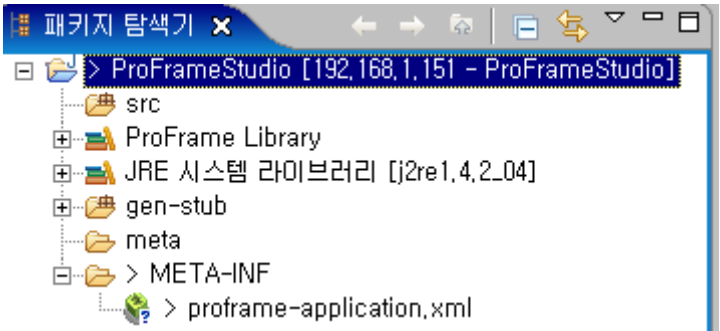 패키지 탐색기
> ProFrameStudio [192,168,1,151 - ProFrameStudio]
src
ProFrame Library
JRE 시스템 라이브러리 [j2re1,4,2_04]
gen-stub
meta
> META-INF
> proframe-application,xml